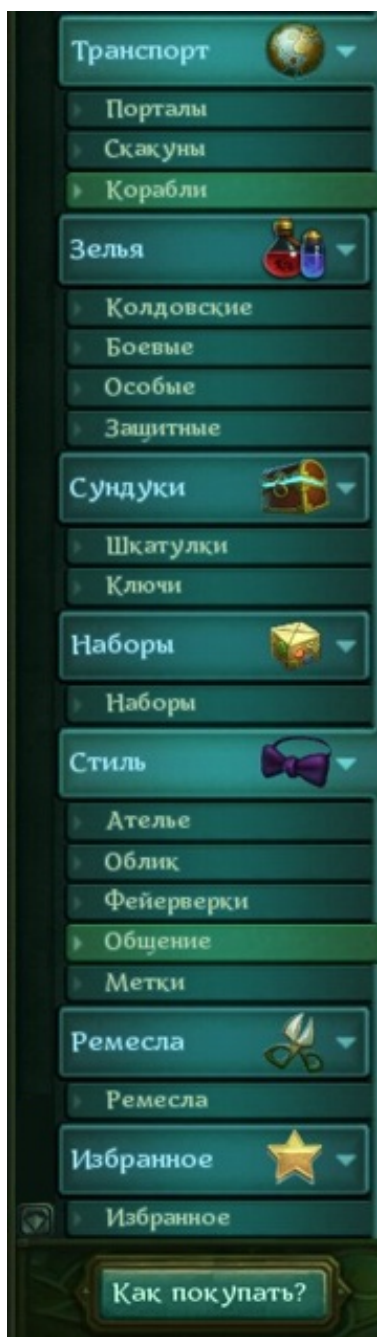 Транспорт
Порталы
Скакуны
Корабли
Зелья
Колдовские
Боевые
Особые
Защитные
Сундуки
Шкатулки
Ключи
Наборы
Наборы
Стиль
Ателье
Облик
Фейерверки
Общение
Метки
Ремесла
Ремесла
Избранное
Избранное
Как покупать?